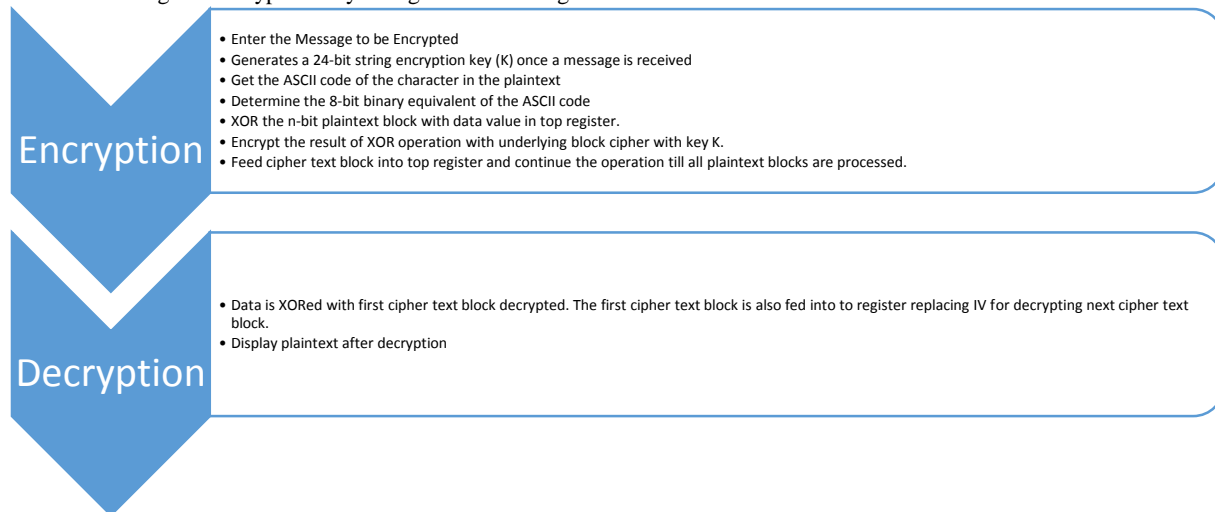 Encryption
• Enter the Message to be Encrypted
• Generates a 24-bit string encryption key (K) once a message is received
• Get the ASCII code of the character in the plaintext
• Determine the 8-bit binary equivalent of the ASCII code
• XOR the n-bit plaintext block with data value in top register.
• Encrypt the result of XOR operation with underlying block cipher with key K.
• Feed cipher text block into top register and continue the operation till all plaintext blocks are processed.
Decryption
• Data is XORed with first cipher text block decrypted. The first cipher text block is also fed into to register replacing IV for decrypting next cipher text
block.
• Display plaintext after decryption